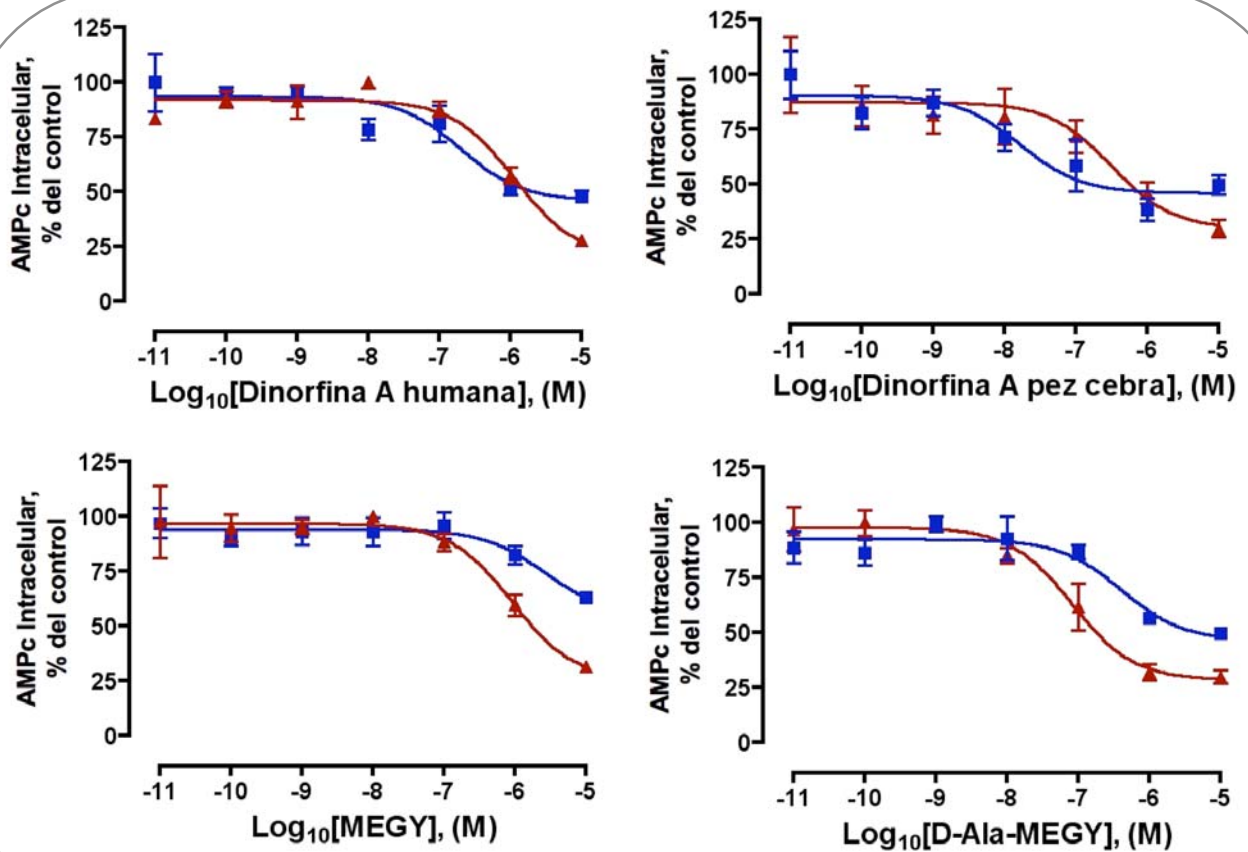 AMPc Intracelular,
% del control
125
100
75
50
25
0
-11 -10 -9 -8 -7 -6 -5
Log₁₀[Dinorfina A humana], (M)
AMPc Intracelular,
% del control
125
100
75
50
25
0
-11 -10 -9 -8 -7 -6 -5
Log₁₀[Dinorfina A pez cebra], (M)
AMPc Intracelular,
% del control
125
100
75
50
25
0
-11 -10 -9 -8 -7 -6 -5
Log₁₀[MEGY], (M)
AMPc Intracelular,
% del control
125
100
75
50
25
0
-11 -10 -9 -8 -7 -6 -5
Log₁₀[D-Ala-MEGY], (M)